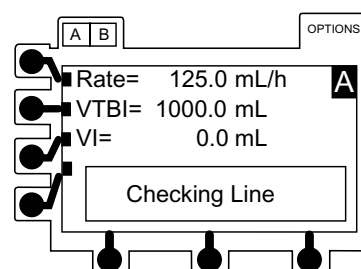 A B OPTIONS
Rate= 125.0 mL/h A
VTBI= 1000.0 mL
VI= 0.0 mL
Checking Line